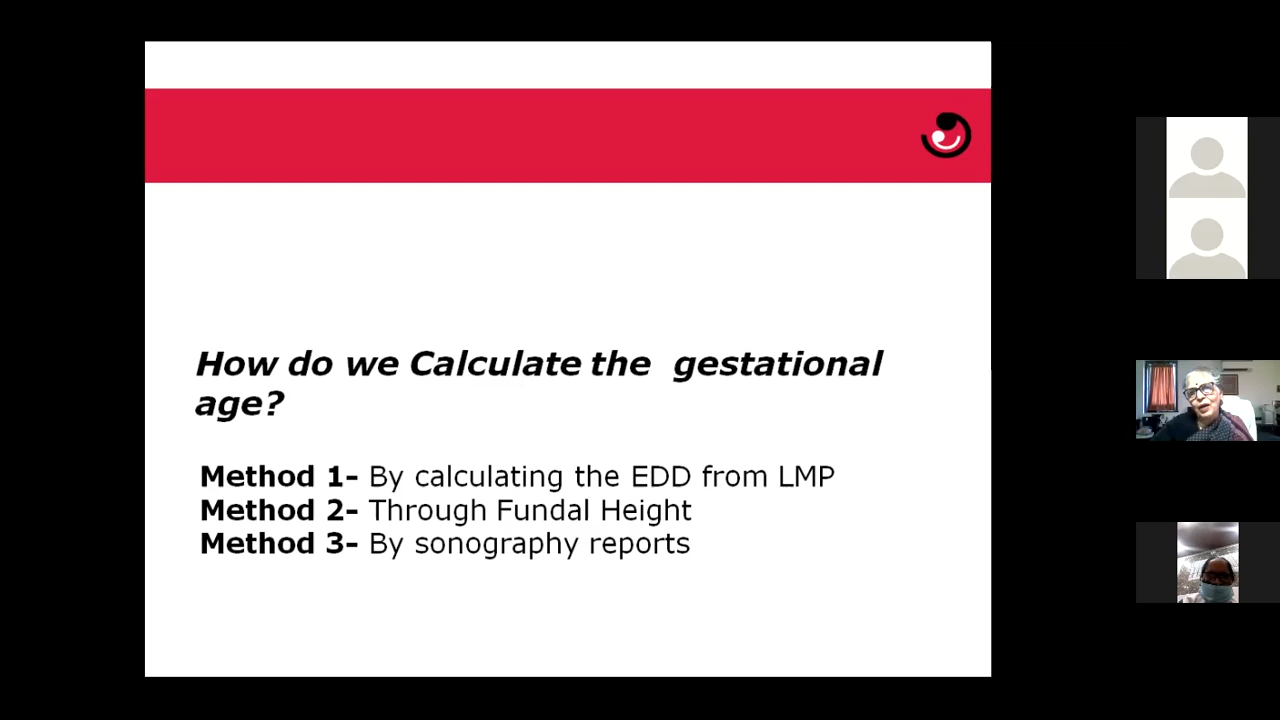 How do we Calculate the gestational
age?
Method 1- By calculating the EDD from LMP
Method 2- Through Fundal Height
Method 3- By sonography reports